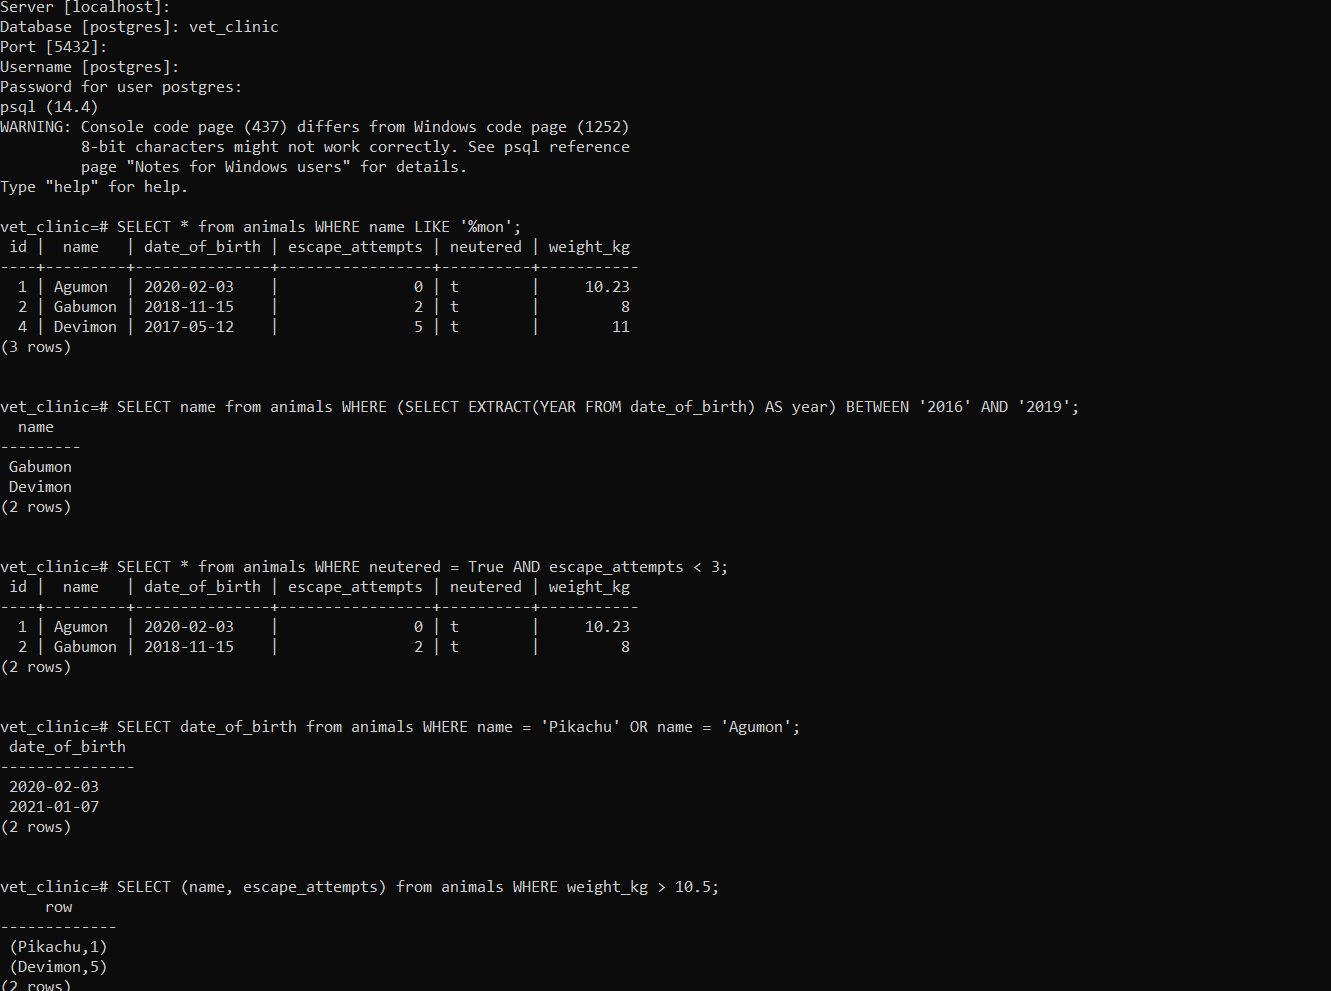 Server [localhost]:
Database [postgres]: vet_clinic
Port [5432]:
Username [postgres]:
Password for user postgres:
psql (14.4)
WARNING: Console code page (437) differs from Windows code page (1252)
         8-bit characters might not work correctly. See psql reference
         page "Notes for Windows users" for details.
Type "help" for help.

vet_clinic=# SELECT * from animals WHERE name LIKE '%mon';
 id |  name   | date_of_birth | escape_attempts | neutered | weight_kg
----+---------+---------------+-----------------+----------+-----------
  1 | Agumon  | 2020-02-03    |               0 | t        |     10.23
  2 | Gabumon | 2018-11-15    |               2 | t        |         8
  4 | Devimon | 2017-05-12    |               5 | t        |        11
(3 rows)


vet_clinic=# SELECT name from animals WHERE (SELECT EXTRACT(YEAR FROM date_of_birth) AS year) BETWEEN '2016' AND '2019';
  name
---------
 Gabumon
 Devimon
(2 rows)


vet_clinic=# SELECT * from animals WHERE neutered = True AND escape_attempts < 3;
 id |  name   | date_of_birth | escape_attempts | neutered | weight_kg
----+---------+---------------+-----------------+----------+-----------
  1 | Agumon  | 2020-02-03    |               0 | t        |     10.23
  2 | Gabumon | 2018-11-15    |               2 | t        |         8
(2 rows)


vet_clinic=# SELECT date_of_birth from animals WHERE name = 'Pikachu' OR name = 'Agumon';
 date_of_birth
---------------
 2020-02-03
 2021-01-07
(2 rows)


vet_clinic=# SELECT (name, escape_attempts) from animals WHERE weight_kg > 10.5;
     row
-------------
 (Pikachu,1)
 (Devimon,5)
(2 rows)